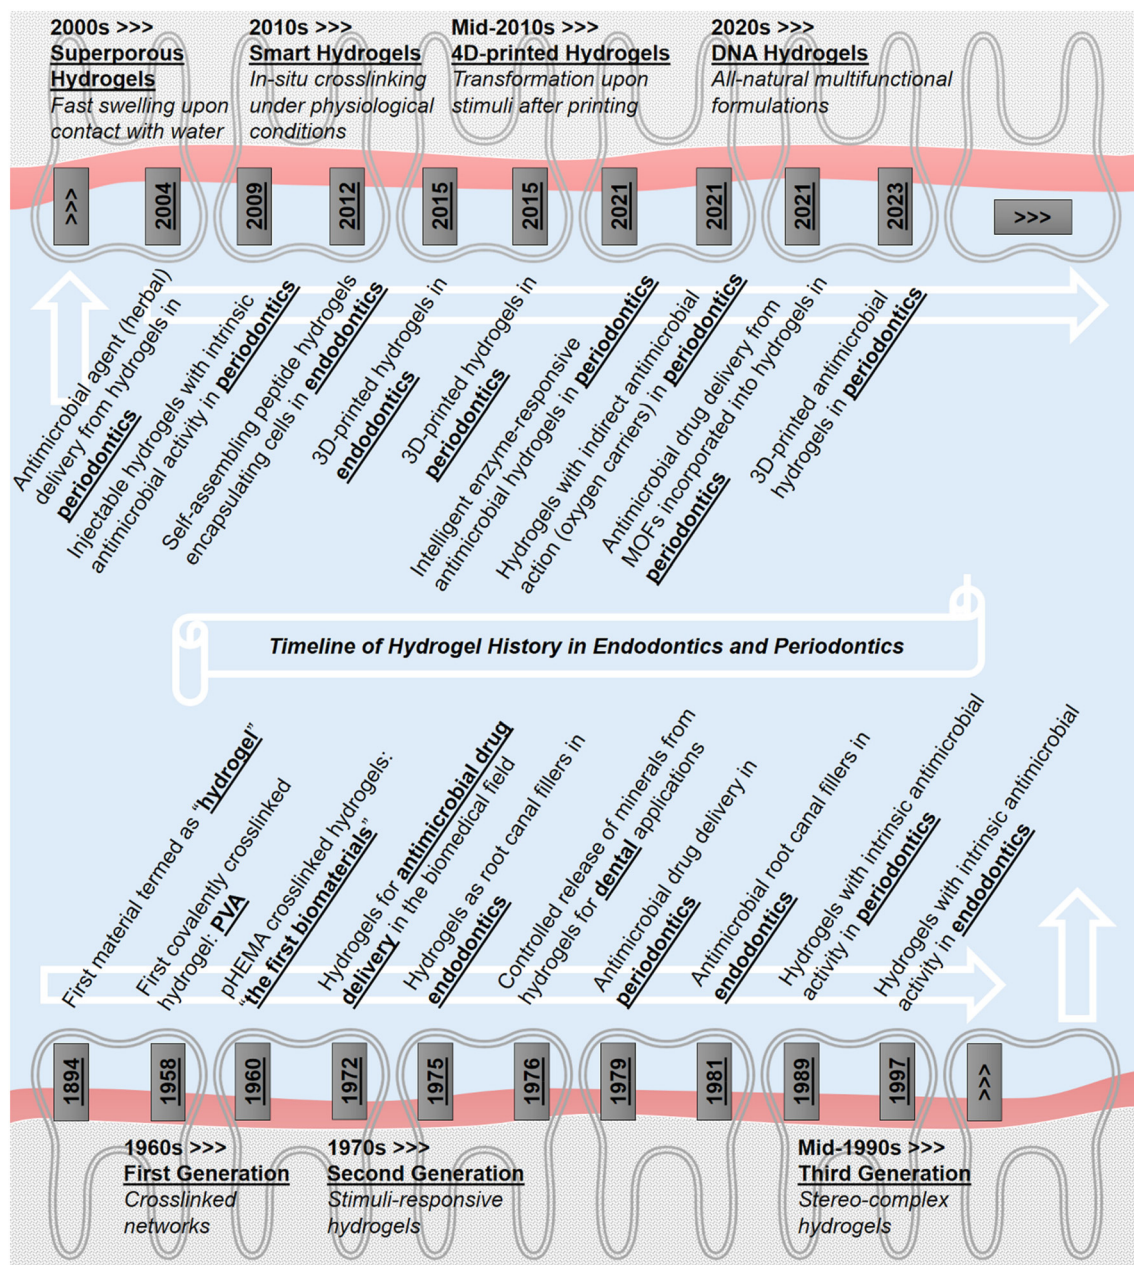 2000s >>>
Superporous
Hydrogels
Fast swelling upon
contact with water
2010s >>>
Smart Hydrogels
In-situ crosslinking
under physiological
conditions
Mid-2010s >>>
4D-printed Hydrogels
Transformation upon
stimuli after printing
2020s >>>
DNA Hydrogels
All-natural multifunctional
formulations
>>>
2004
2009
2012
2015
2015
2021
2021
2021
2023
>>>
Antimicrobial agent (herbal)
delivery from hydrogels in
periodontics
Injectable hydrogels with intrinsic
antimicrobial activity in periodontics
Self-assembling peptide hydrogels
encapsulating cells in endodontics
3D-printed hydrogels in
endodontics
3D-printed hydrogels in
periodontics
Intelligent enzyme-responsive
antimicrobial hydrogels in periodontics
Hydrogels with indirect antimicrobial
action (oxygen carriers) in periodontics
Antimicrobial drug delivery from
MOFs incorporated into hydrogels in
periodontics
3D-printed antimicrobial
hydrogels in periodontics
Timeline of Hydrogel History in Endodontics and Periodontics
First material termed as “hydrogel”
First covalently crosslinked
hydrogel: PVA
pHEMA crosslinked hydrogels:
“the first biomaterials”
Hydrogels for antimicrobial drug
delivery in the biomedical field
Hydrogels as root canal fillers in
endodontics
Controlled release of minerals from
hydrogels for dental applications
Antimicrobial drug delivery in
periodontics
Antimicrobial root canal fillers in
endodontics
Hydrogels with intrinsic antimicrobial
activity in periodontics
Hydrogels with intrinsic antimicrobial
activity in endodontics
1894
1958
1960
1972
1975
1976
1979
1981
1989
1997
>>>
1960s >>>
First Generation
Crosslinked
networks
1970s >>>
Second Generation
Stimuli-responsive
hydrogels
Mid-1990s >>>
Third Generation
Stereo-complex
hydrogels